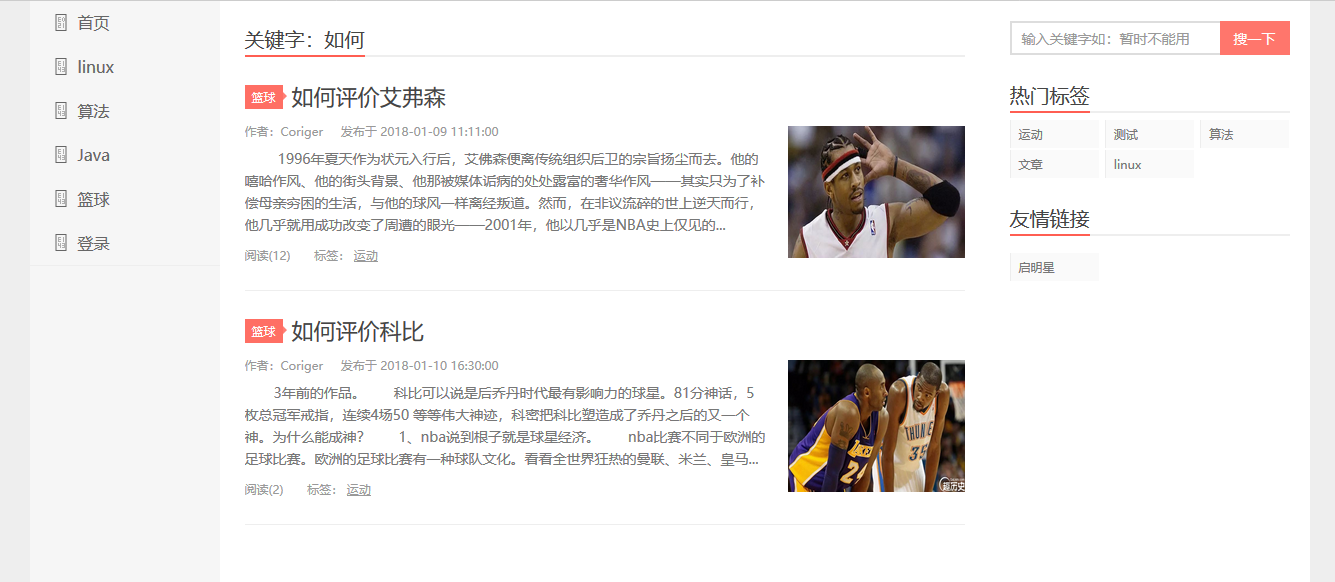 首页
linux
算法
Java
篮球
登录
关键字：如何
篮球 如何评价艾弗森
作者：Coriger 发布于 2018-01-09 11:11:00
1996年夏天作为状元入行后，艾佛森便离传统组织后卫的宗旨扬尘而去。他的
嘻哈作风、他的街头背景、他那被媒体诟病的处处露富的奢华作风——其实只为了补
偿母亲穷困的生活，与他的球风一样离经叛道。然而，在非议流碎的世上逆天而行，
他几乎就用成功改变了周遭的眼光——2001年，他以几乎是NBA史上仅见的...
阅读(12) 标签： 运动
篮球 如何评价科比
作者：Coriger 发布于 2018-01-10 16:30:00
3年前的作品。 科比可以说是后乔丹时代最有影响力的球星。81分神话，5
枚总冠军戒指，连续4场50 等等伟大神迹，科密把科比塑造成了乔丹之后的又一个
神。为什么能成神？ 1、nba说到根子就是球星经济。 nba比赛不同于欧洲的
足球比赛。欧洲的足球比赛有一种球队文化。看看全世界狂热的曼联、米兰、皇马...
阅读(2) 标签： 运动
LAKERS
24
THUNDER
35
超历史
输入关键字如：暂时不能用 搜一下
热门标签
运动 测试 算法
文章 linux
友情链接
启明星